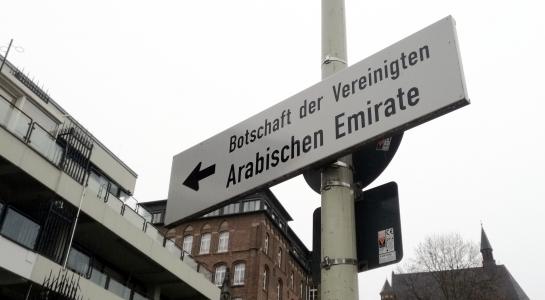 Botschaft der Vereinigten
Arabischen Emirate